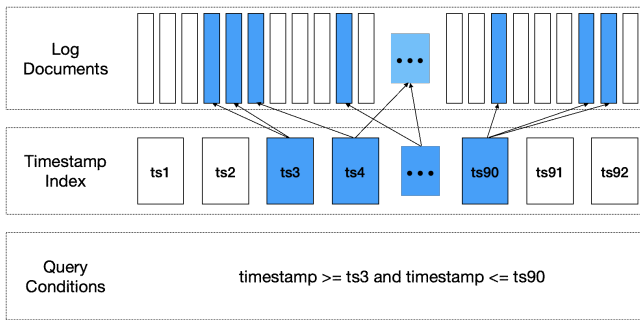 Log
Documents
•••
Timestamp
Index
ts1 ts2 ts3 ts4 ••• ts90 ts91 ts92
Query
Conditions
timestamp >= ts3 and timestamp <= ts90